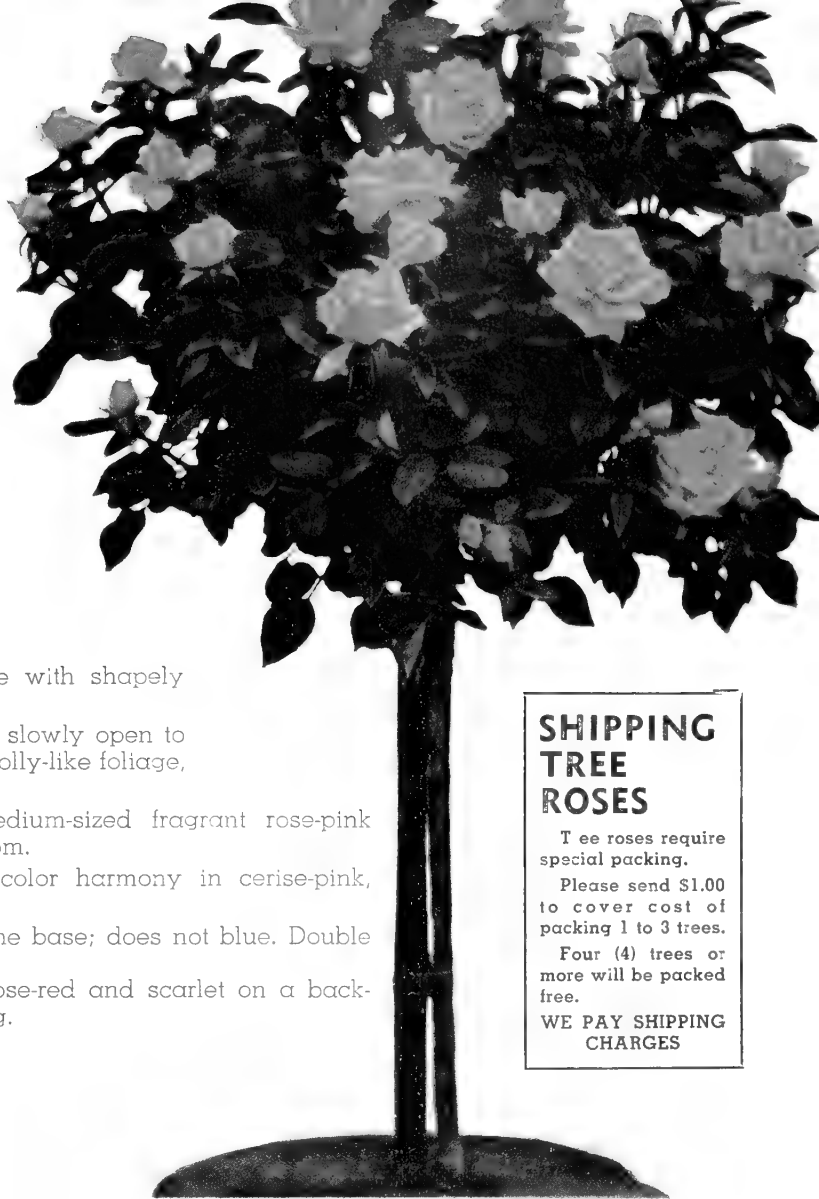 e with shapely
slowly open to
olly-like foliage,
edium-sized fragrant rose-pink
om.
color harmony in cerise-pink,
ne base; does not blue. Double
ose-red and scarlet on a back-
g.
SHIPPING
TREE
ROSES
T ee roses require
special packing.
Please send $1.00
to cover cost of
packing 1 to 3 trees.
Four (4) trees or
more will be packed
free.
WE PAY SHIPPING
CHARGES